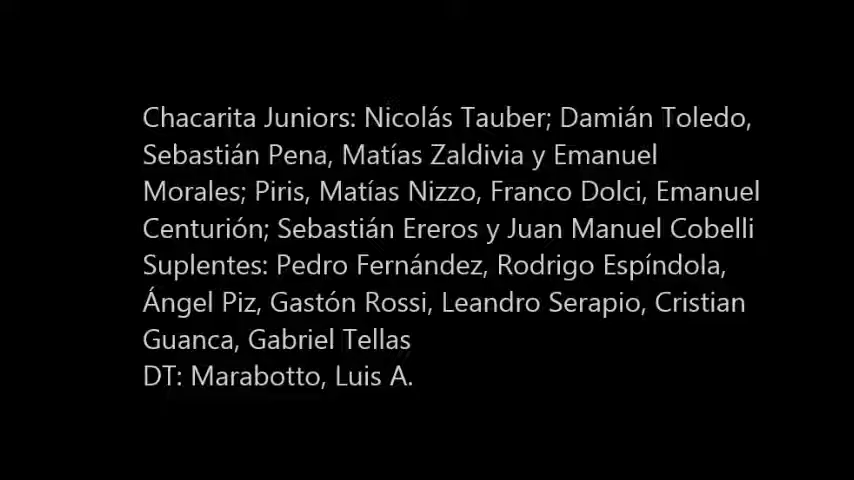 Chacarita Juniors: Nicolás Tauber; Damián Toledo,
Sebastián Pena, Matías Zaldivia y Emanuel
Morales; Piris, Matías Nizzo, Franco Dolci, Emanuel
Centurión; Sebastián Ereros y Juan Manuel Cobelli
Suplentes: Pedro Fernández, Rodrigo Espíndola,
Ángel Piz, Gastón Rossi, Leandro Serapio, Cristian
Guanca, Gabriel Tellas
DT: Marabotto, Luis A.